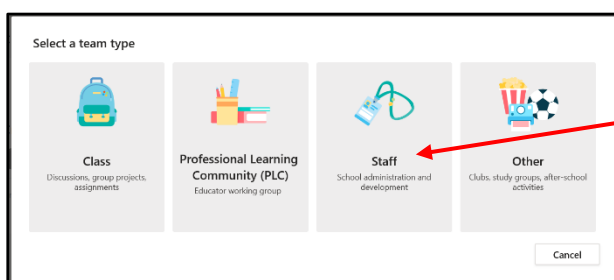 Select a team type
Class
Discussions, group projects,
assignments
Professional Learning
Community (PLC)
Educator working group
Staff
School administration and
development
Other
Clubs, study groups, after-school
activities
Cancel